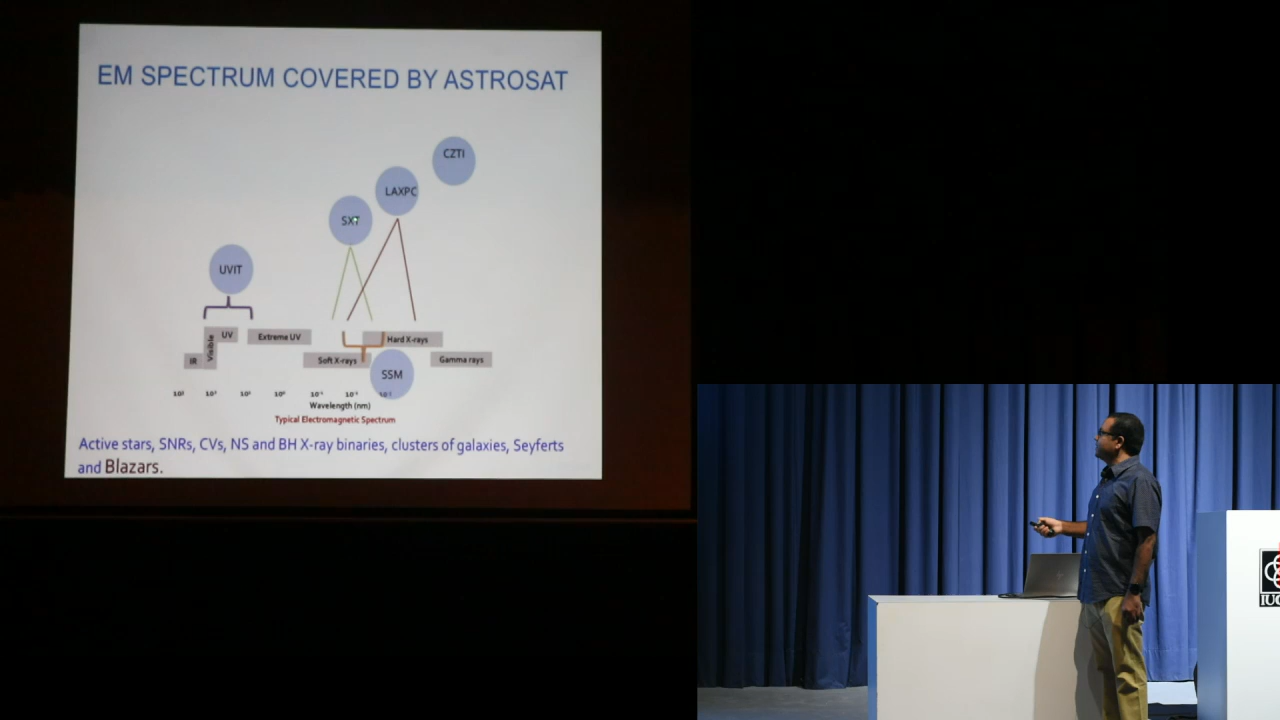 EM SPECTRUM COVERED BY ASTROSAT
CZTI
LAXPC
SXT
UVIT
UV
Extreme UV
Hard X-rays
Visible
IR
Soft X-rays
Gamma rays
SSM
Wavelength (nm)
Typical Electromagnetic Spectrum
Active stars, SNRs, CVs, NS and BH X-ray binaries, clusters of galaxies, Seyferts
and Blazars.